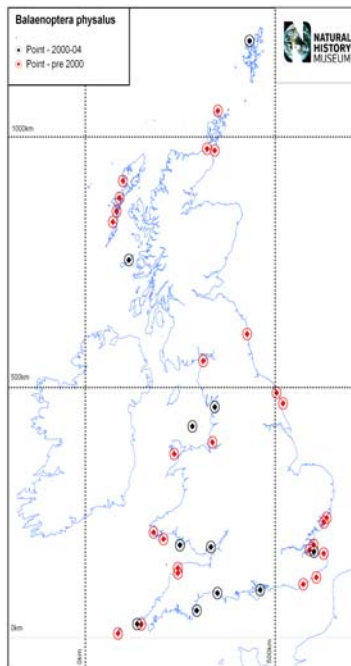 Balaenoptera physalus
Point - 2000-04
Point - pre 2000
NATURAL
HISTORY
MUSEUM
1000km
500km
0km
0km
500km